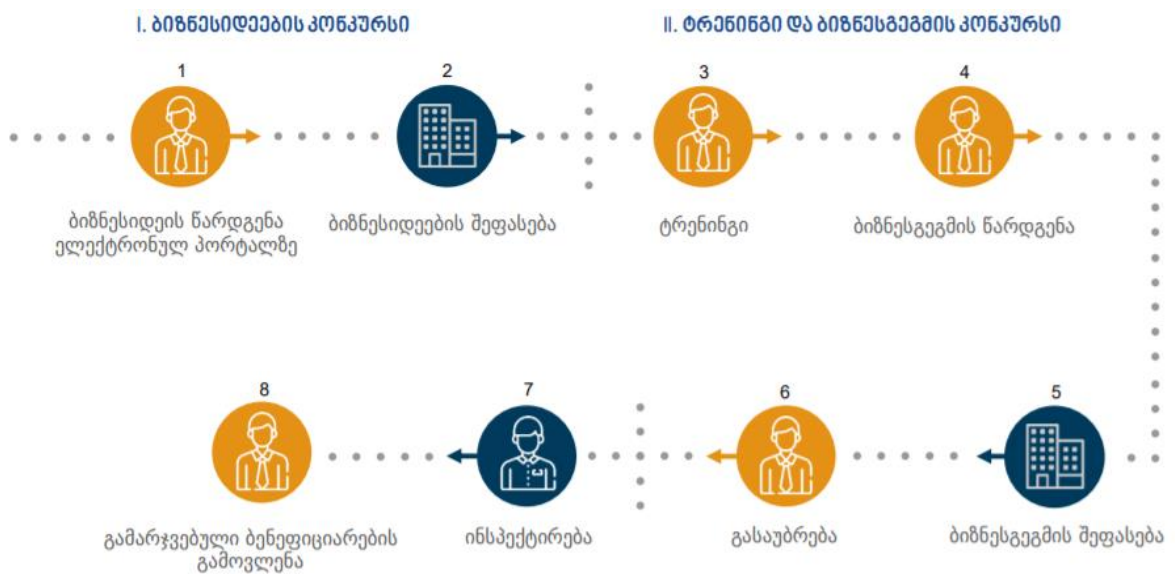 I. ბიზნესიდეების კონკურსი
II. ტრენინგი და ბიზნესგეგმის კონკურსი
1
2
3
4
ბიზნესიდეის წარდგენა
ელექტრონულ პორტალზე
ბიზნესიდეების შეფასება
ტრენინგი
ბიზნესგეგმის წარდგენა
8
7
6
5
გამარჯვებული ბენეფიციარების
გამოვლენა
ინსპექტირება
გასაუბრება
ბიზნესგეგმის შეფასება